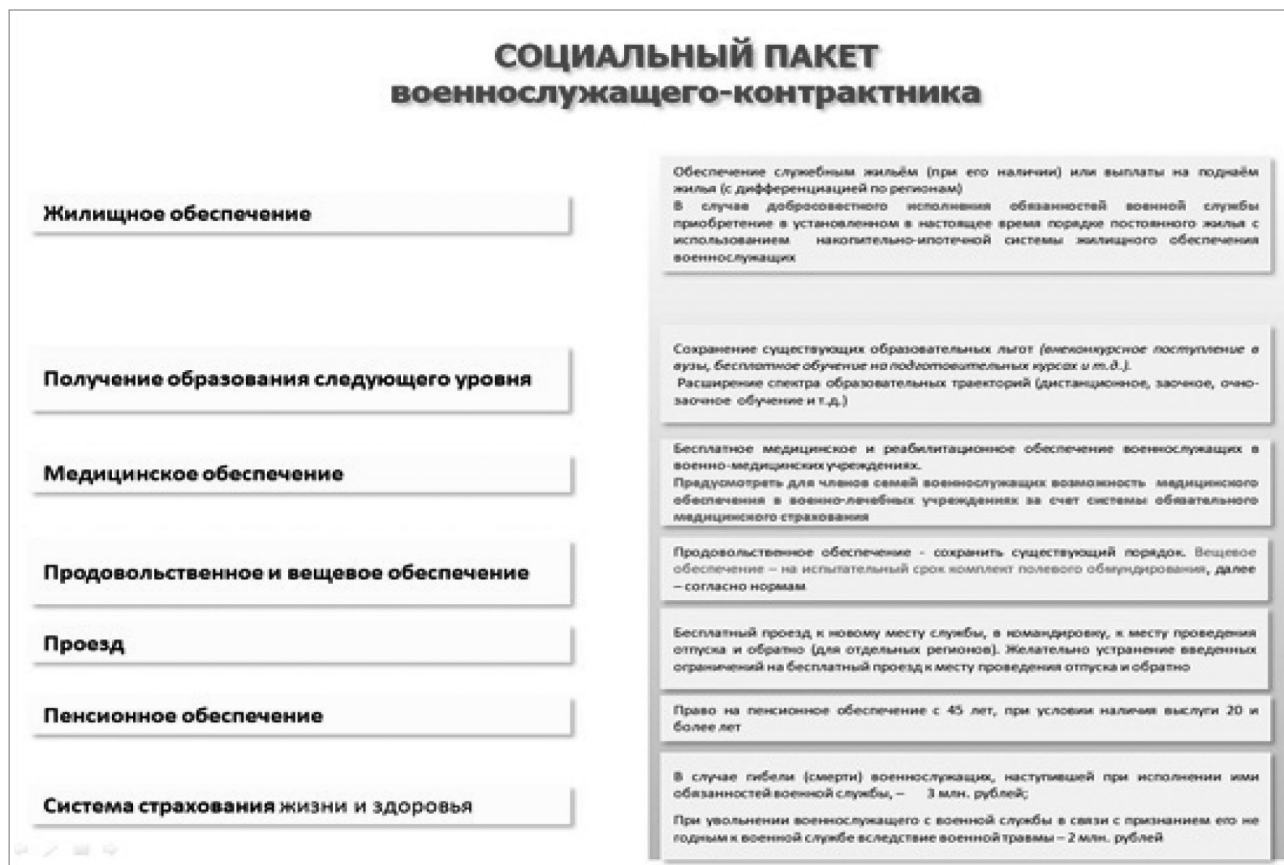 СОЦИАЛЬНЫЙ ПАКЕТ
военнослужащего-контрактника
Жилищное обеспечение
Обеспечение служебным жильём (при его наличии) или выплаты на поднаём
жилья (с дифференциацией по регионам)
В случае добросовестного исполнения обязанностей военной службы
приобретение в установленном в настоящее время порядке постоянного жилья с
использованием накопительно-ипотечной системы жилищного обеспечения
военнослужащих
Получение образования следующего уровня
Сохранение существующих образовательных льгот (внеконкурсное поступление в
вузы, бесплатное обучение на подготовительных курсах и т.д.).
Расширение спектра образовательных траекторий (дистанционное, заочное, очно-
заочное обучение и т.д.)
Медицинское обеспечение
Бесплатное медицинское и реабилитационное обеспечение военнослужащих в
военно-медицинских учреждениях.
Предусмотреть для членов семей военнослужащих возможность медицинского
обеспечения в военно-лечебных учреждениях за счет системы обязательного
медицинского страхования
Продовольственное и вещевое обеспечение
Продовольственное обеспечение - сохранить существующий порядок. Вещевое
обеспечение – на испытательный срок комплект полевого обмундирования, далее
– согласно нормам
Проезд
Бесплатный проезд к новому месту службы, в командировку, к месту проведения
отпуска и обратно (для отдельных регионов). Желательно устранение введенных
ограничений на бесплатный проезд к месту проведения отпуска и обратно
Пенсионное обеспечение
Право на пенсионное обеспечение с 45 лет, при условии наличия выслуги 20 и
более лет
Система страхования жизни и здоровья
В случае гибели (смерти) военнослужащих, наступившей при исполнении ими
обязанностей военной службы, – 3 млн. рублей;
При увольнении военнослужащего с военной службы в связи с признанием его не
годным к военной службе вследствие военной травмы – 2 млн. рублей